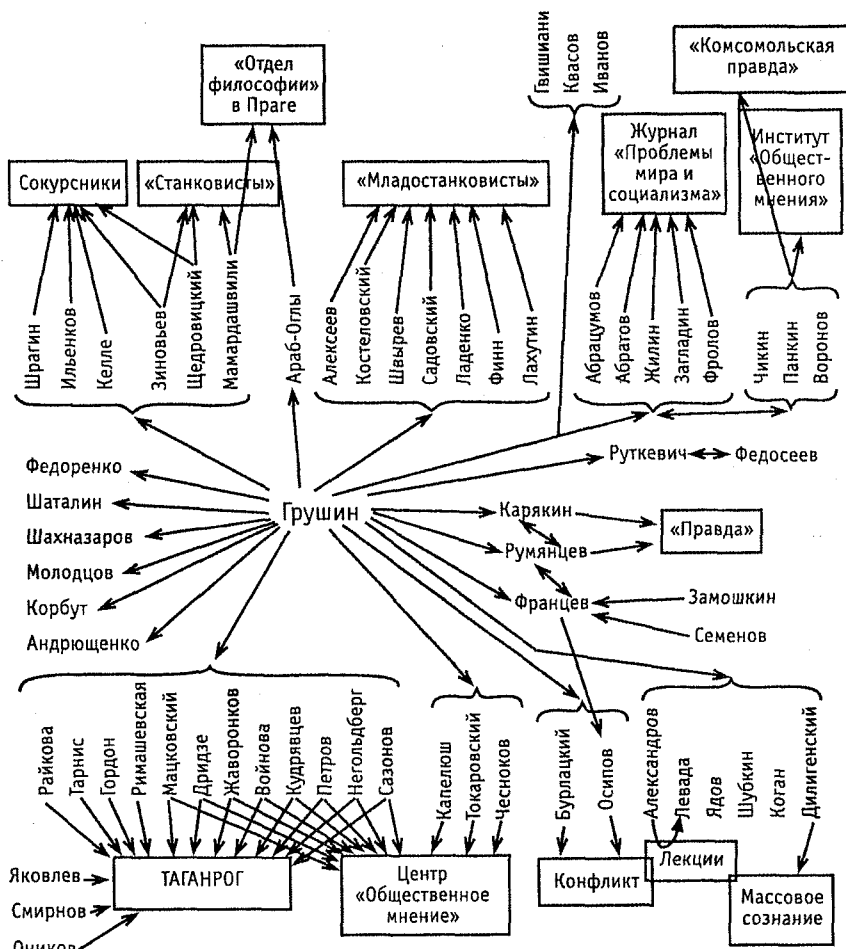 «Отдел
философии»
в Праге
Гвишиани
Квасов
Иванов
«Комсомольская
правда»
Журнал
«Проблемы
мира и
социализма»
Институт
«Общест-
венного
мнения»
Сокурсники
«Станковисты»
«Младостанковисты»
Шрагин
Ильенков
Келле
Зиновьев
Щедровицкий
Мамардашвили
Араб-Оглы
Алексеев
Костеловский
Швырев
Садовский
Ладенко
Финн
Лахутин
Абрацумов
Абратов
Жилин
Загладин
Фролов
Чикин
Панкин
Воронов
Федоренко
Шаталин
Шахназаров
Молодцов
Корбут
Андрющенко
Грушин
Руткевич
Федосеев
Карякин
Румянцев
«Правда»
Францев
Замошкин
Семенов
Райкова
Тарнис
Гордон
Римашевская
Мацковский
Дридзе
Жаворонков
Войнова
Кудрявцев
Петров
Негольдберг
Сазонов
Капелюш
Токаровский
Чесноков
Бурлацкий
Осипов
Александров
Левада
Ядов
Шубкин
Коган
Дилигенский
Яковлев
Смирнов
Оников
ТАГАНРОГ
Центр
«Общественное
мнение»
Конфликт
Лекции
Массовое
сознание